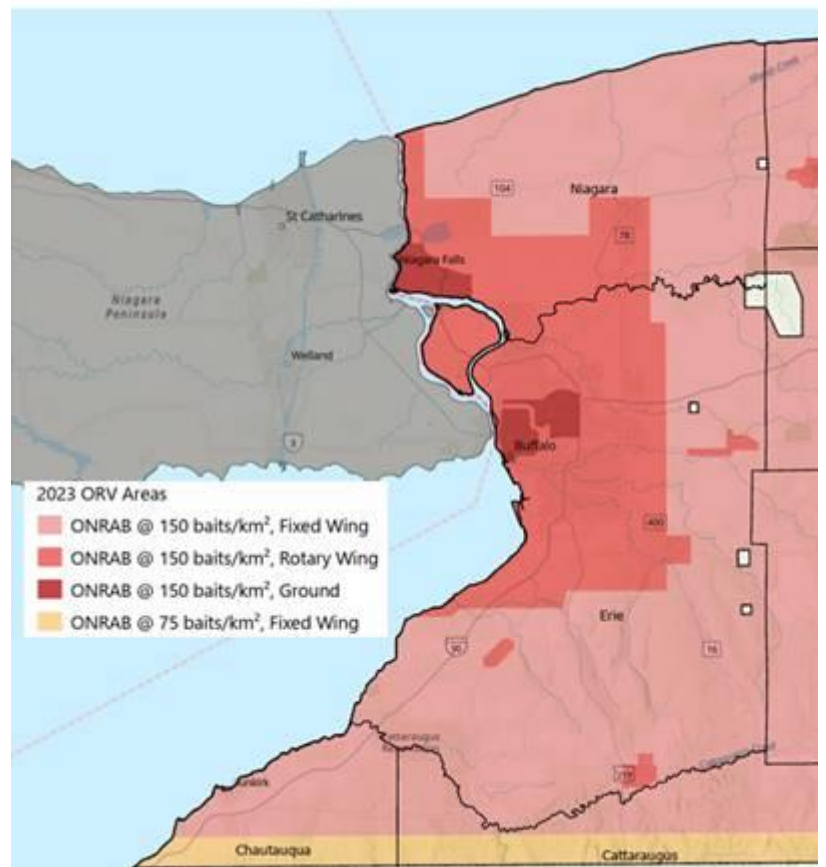 104
Niagara
St Catharines
78
Niagara Falls
Niagara
Peninsula
Welland
Buffalo
3
2023 ORV Areas
ONRAB @ 150 baits/km², Fixed Wing
ONRAB @ 150 baits/km², Rotary Wing
ONRAB @ 150 baits/km², Ground
ONRAB @ 75 baits/km², Fixed Wing
400
Erie
90
16
Cattaraugus
219
Chautauqua
Cattaraugus